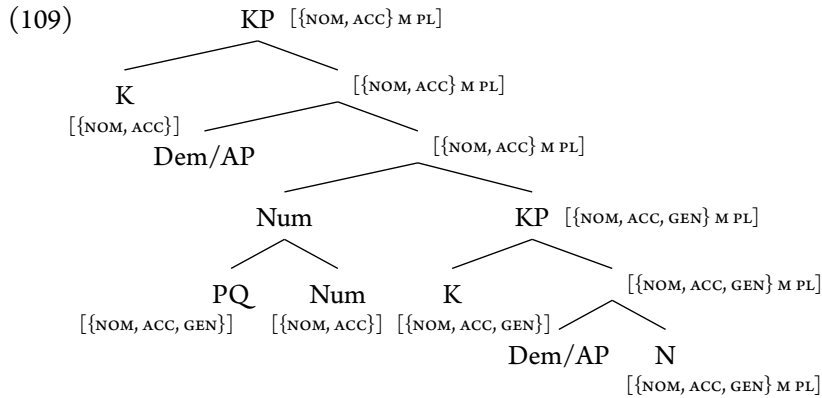 (109) KP [{NOM, ACC} M PL]
K [{NOM, ACC} M PL]
[{NOM, ACC}]
Dem/AP [{NOM, ACC} M PL]
Num KP [{NOM, ACC, GEN} M PL]
PQ Num K [{NOM, ACC, GEN} M PL]
[{NOM, ACC, GEN}] [{NOM, ACC}] [{NOM, ACC, GEN}]
Dem/AP N
[{NOM, ACC, GEN} M PL]